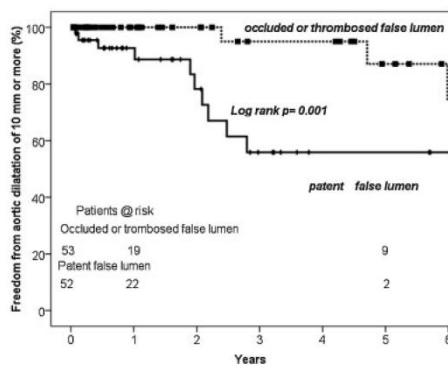 Freedom from aortic dilatation of 10 mm or more (%)
100
80
60
40
20
0
occluded or thrombosed false lumen
Log rank p= 0.001
patent false lumen
Patients @ risk
Occluded or trombosed false lumen
53 19 9
Patent false lumen
52 22 2
0 1 2 3 4 5 6
Years